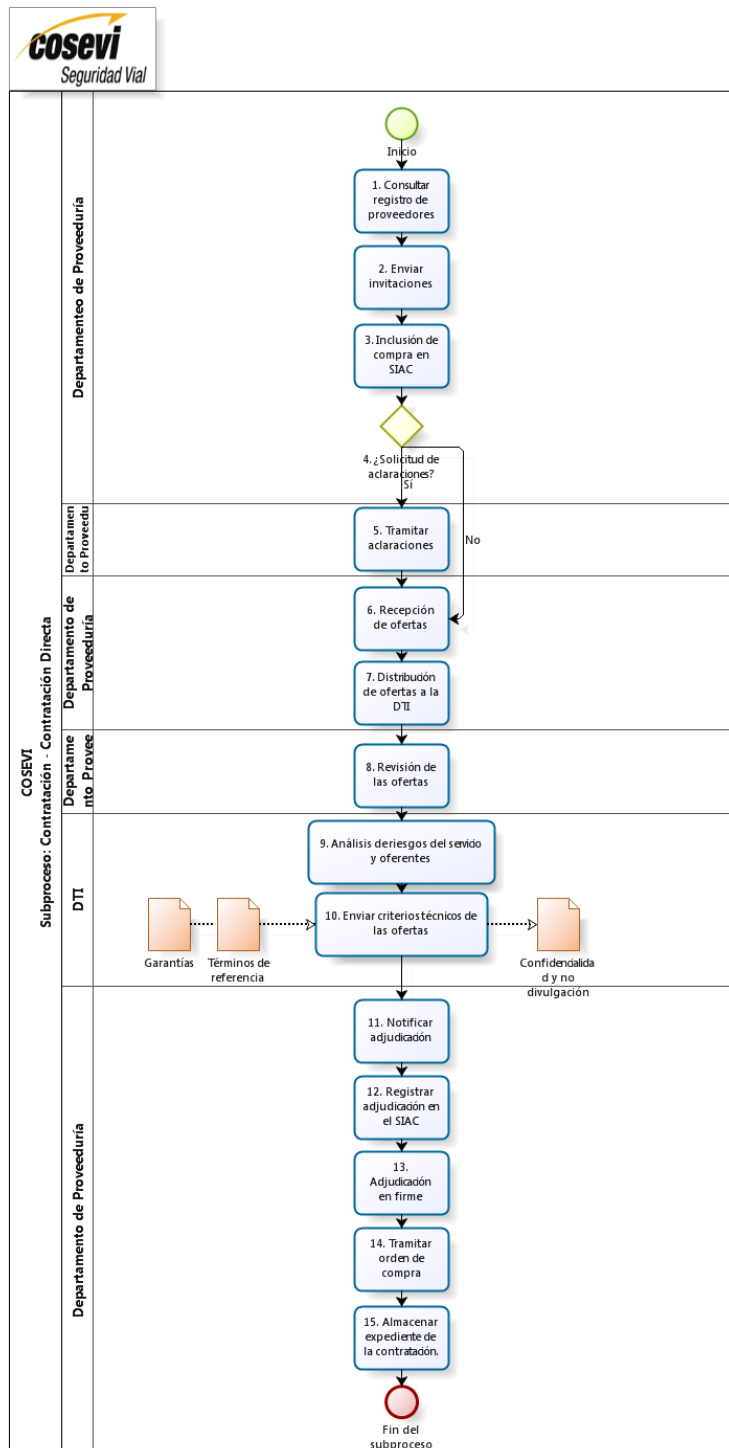 cosevi
Seguridad Vial
COSEVI
Subproceso: Contratación - Contratación Directa
Departamenteo de Proveeduría
Inicio
1. Consultar
registro de
proveedores
2. Enviar
invitaciones
3. Inclusión de
compra en
SIAC
4. ¿Solicitud de
aclaraciones?
Sí
No
Departamen
to Proveedu
5. Tramitar
aclaraciones
Departamento de
Proveeduría
6. Recepción
de ofertas
7. Distribución
de ofertas a la
DTI
Departame
nto Provee
8. Revisión de
las ofertas
DTI
9. Análisis de riesgos del servicio
y oferentes
10. Enviar criterios técnicos de
las ofertas
Garantías
Términos de
referencia
Confidencialida
d y no
divulgación
Departamento de Proveeduría
11. Notificar
adjudicación
12. Registrar
adjudicación en
el SIAC
13.
Adjudicación
en firme
14. Tramitar
orden de
compra
15. Almacenar
expediente de
la contratación.
Fin del
subproceso